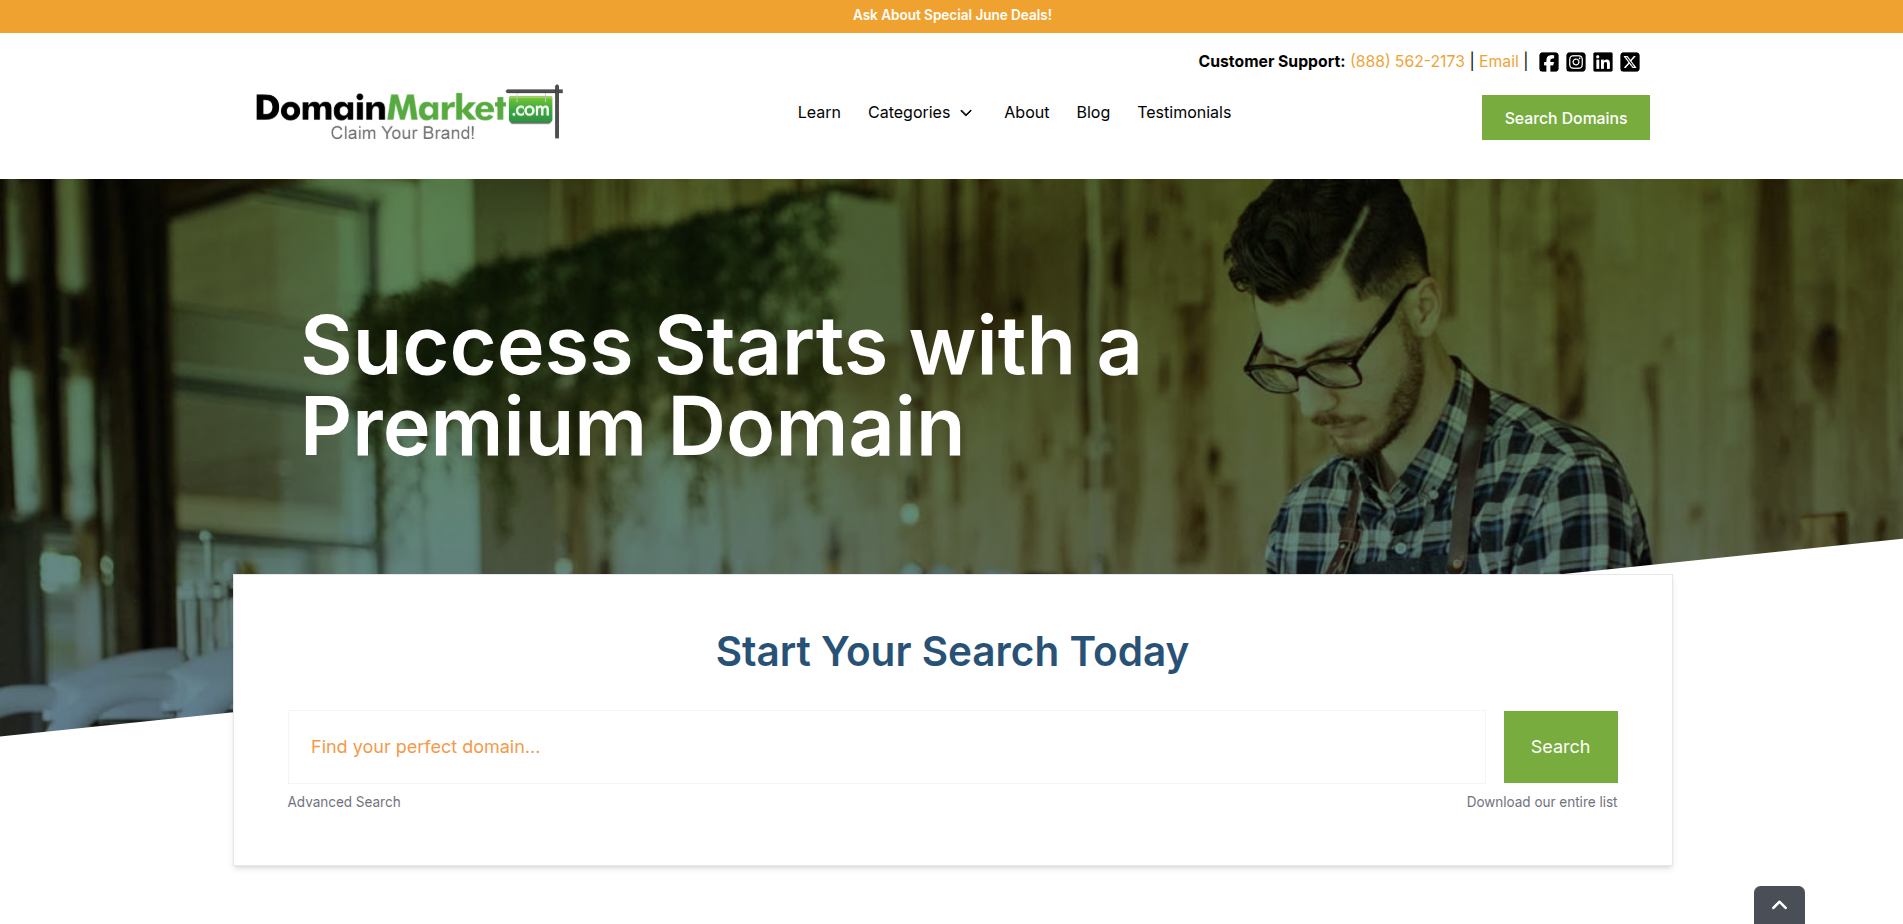 Ask About Special June Deals!
Customer Support: (888) 562-2173 | Email |
DomainMarket.com
Claim Your Brand!
Learn Categories About Blog Testimonials
Search Domains
Success Starts with a
Premium Domain
Start Your Search Today
Find your perfect domain...
Search
Advanced Search
Download our entire list